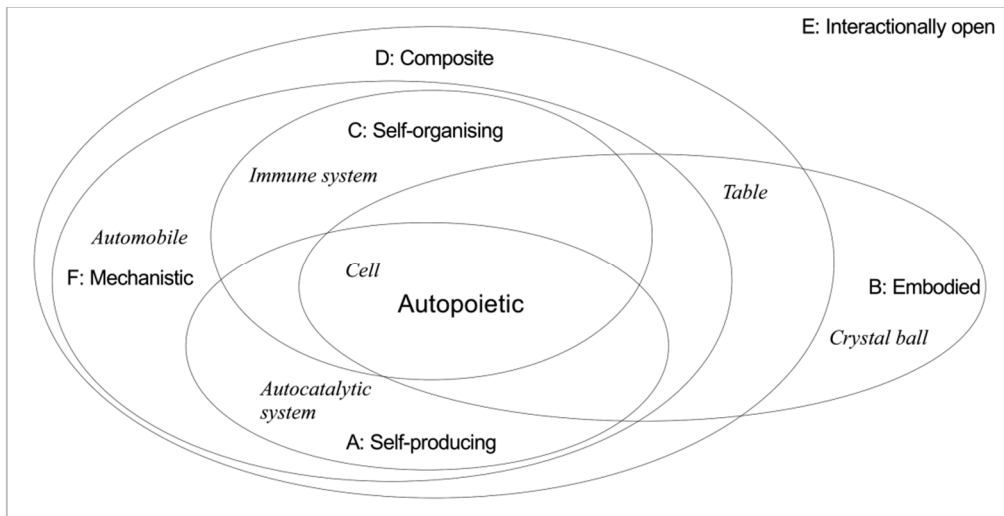 E: Interactionally open
D: Composite
C: Self-organising
Immune system
Table
Automobile
F: Mechanistic
Cell
B: Embodied
Autopoietic
Crystal ball
Autocatalytic
system
A: Self-producing